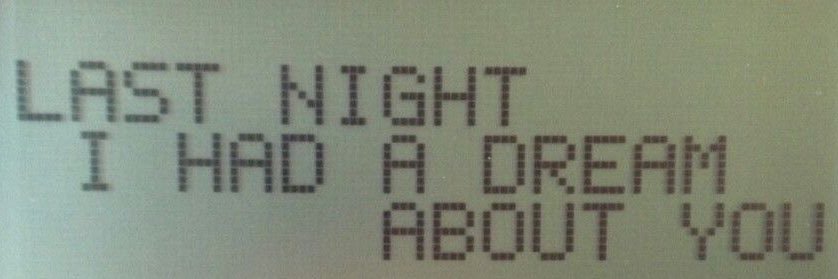 LAST NIGHT
I HAD A DREAM
ABOUT YOU